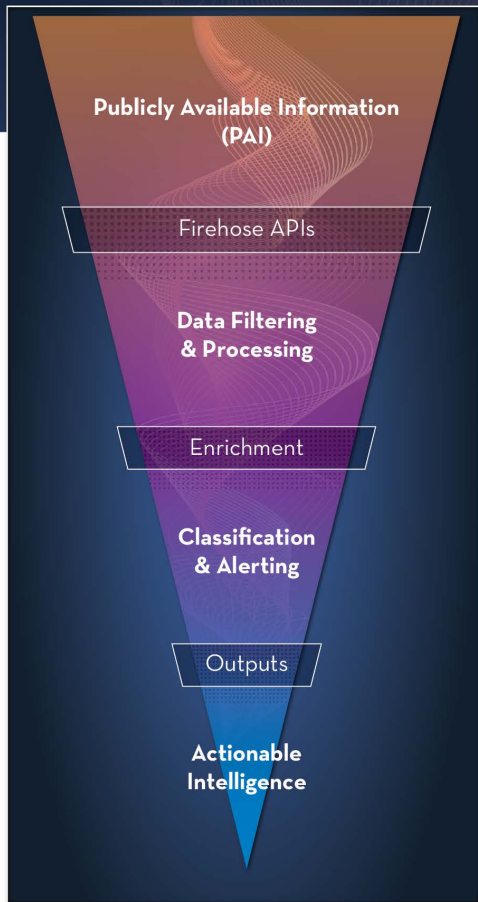 Publicly Available Information
(PAI)
Firehose APIs
Data Filtering
& Processing
Enrichment
Classification
& Alerting
Outputs
Actionable
Intelligence